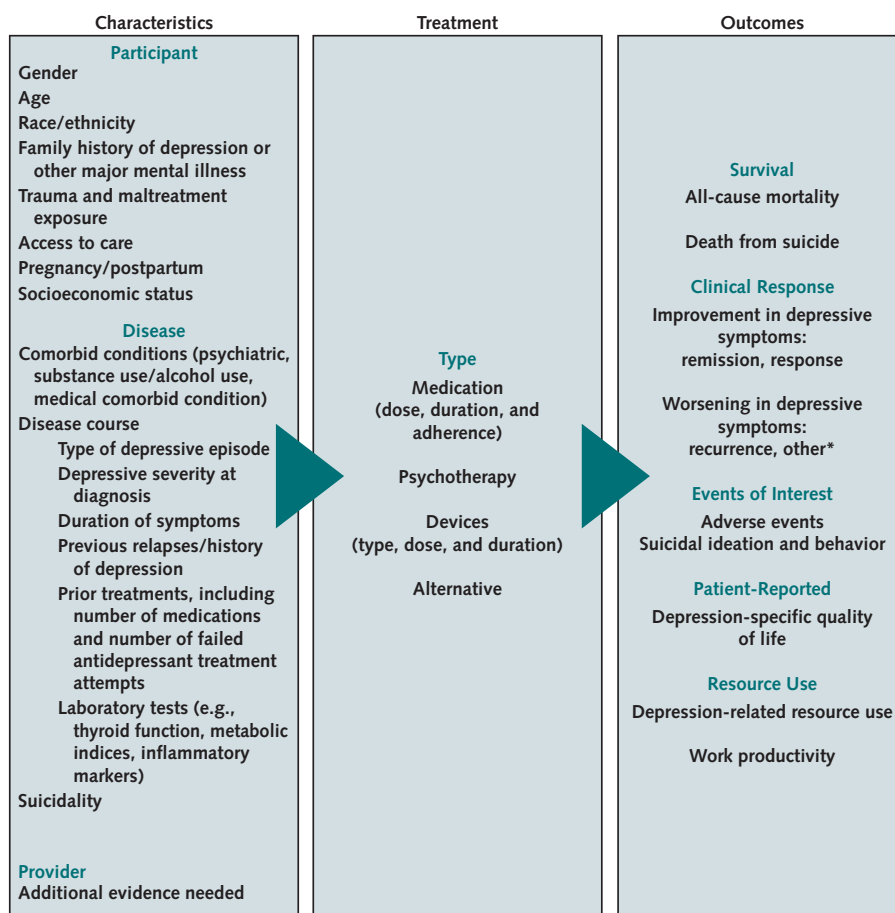 Characteristics
Participant
Gender
Age
Race/ethnicity
Family history of depression or
other major mental illness
Trauma and maltreatment
exposure
Access to care
Pregnancy/postpartum
Socioeconomic status
Disease
Comorbid conditions (psychiatric,
substance use/alcohol use,
medical comorbid condition)
Disease course
Type of depressive episode
Depressive severity at
diagnosis
Duration of symptoms
Previous relapses/history
of depression
Prior treatments, including
number of medications
and number of failed
antidepressant treatment
attempts
Laboratory tests (e.g.,
thyroid function, metabolic
indices, inflammatory
markers)
Suicidality
Provider
Additional evidence needed
Treatment
Type
Medication
(dose, duration, and
adherence)
Psychotherapy
Devices
(type, dose, and duration)
Alternative
Outcomes
Survival
All-cause mortality
Death from suicide
Clinical Response
Improvement in depressive
symptoms:
remission, response
Worsening in depressive
symptoms:
recurrence, other*
Events of Interest
Adverse events
Suicidal ideation and behavior
Patient-Reported
Depression-specific quality
of life
Resource Use
Depression-related resource use
Work productivity